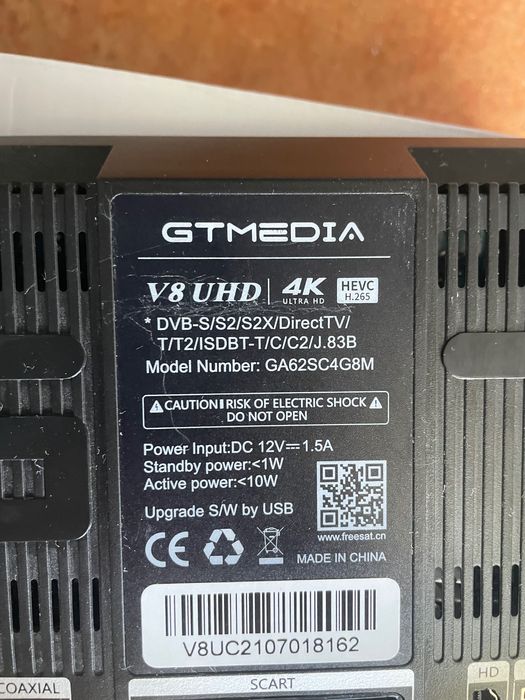 GTMEDIA
V8 UHD | 4K ULTRA HD HEVC H.265
* DVB-S/S2/S2X/DirectTV/
T/T2/ISDBT-T/C/C2/J.83B
Model Number: GA62SC4G8M
CAUTION RISK OF ELECTRIC SHOCK
DO NOT OPEN
Power Input:DC 12V⎓1.5A
Standby power:<1W
Active power:<10W
Upgrade S/W by USB
www.freesat.cn
CE
MADE IN CHINA
V8UC2107018162
COAXIAL
SCART
HD